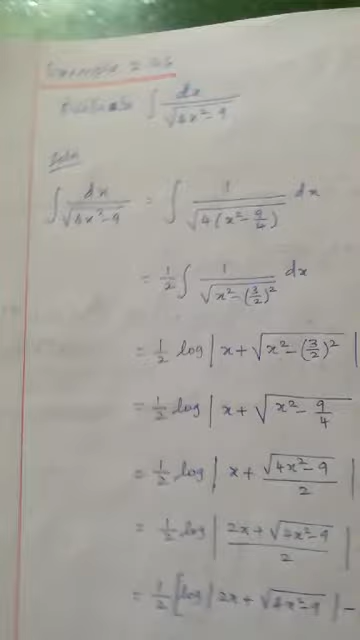 Evaluate ∫ dx/√(4x²-9)
Soln
∫ dx/√(4x²-9) = ∫ 1/√(4(x²-9/4)) dx
= 1/2 ∫ 1/√(x²-(3/2)²) dx
= 1/2 log | x + √(x²-(3/2)²) |
= 1/2 log | x + √(x²-9/4) |
= 1/2 log | x + √(4x²-9)/2 |
= 1/2 log | (2x+√(4x²-9))/2 |
= 1/2 [log | 2x + √(4x²-9) | -